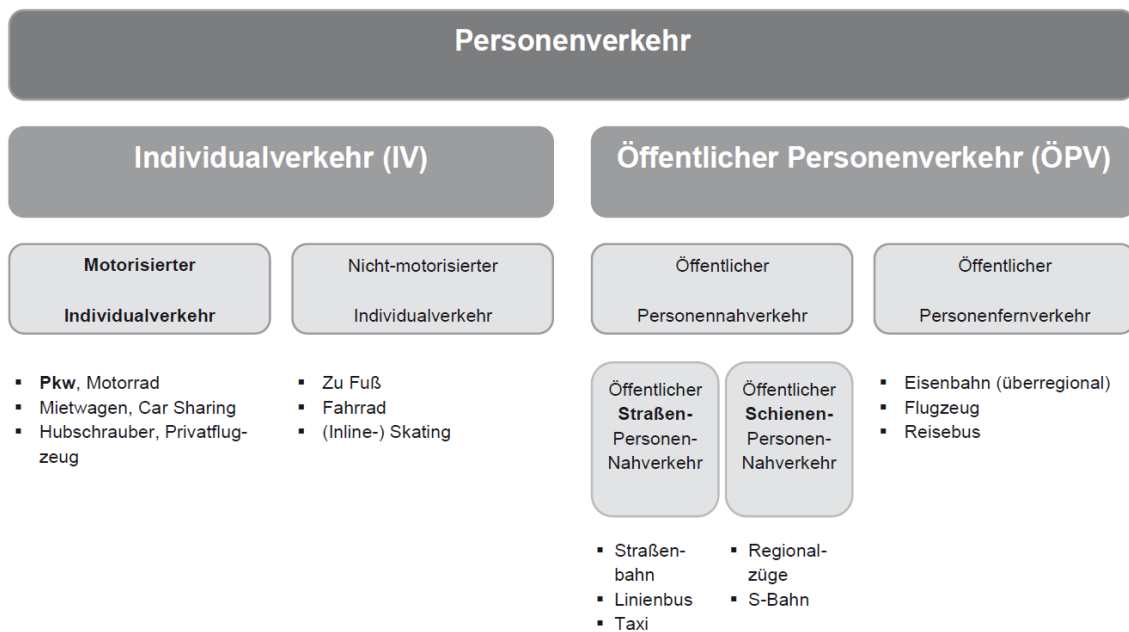 Personenverkehr
Individualverkehr (IV)
Öffentlicher Personenverkehr (ÖPV)
Motorisierter
Individualverkehr
Nicht-motorisierter
Individualverkehr
Öffentlicher
Personennahverkehr
Öffentlicher
Personenfernverkehr
▪ Pkw, Motorrad
▪ Mietwagen, Car Sharing
▪ Hubschrauber, Privatflug-
zeug
▪ Zu Fuß
▪ Fahrrad
▪ (Inline-) Skating
Öffentlicher
Straßen-
Personen-
Nahverkehr
Öffentlicher
Schienen-
Personen-
Nahverkehr
▪ Eisenbahn (überregional)
▪ Flugzeug
▪ Reisebus
▪ Straßen-
bahn
▪ Linienbus
▪ Taxi
▪ Regional-
züge
▪ S-Bahn